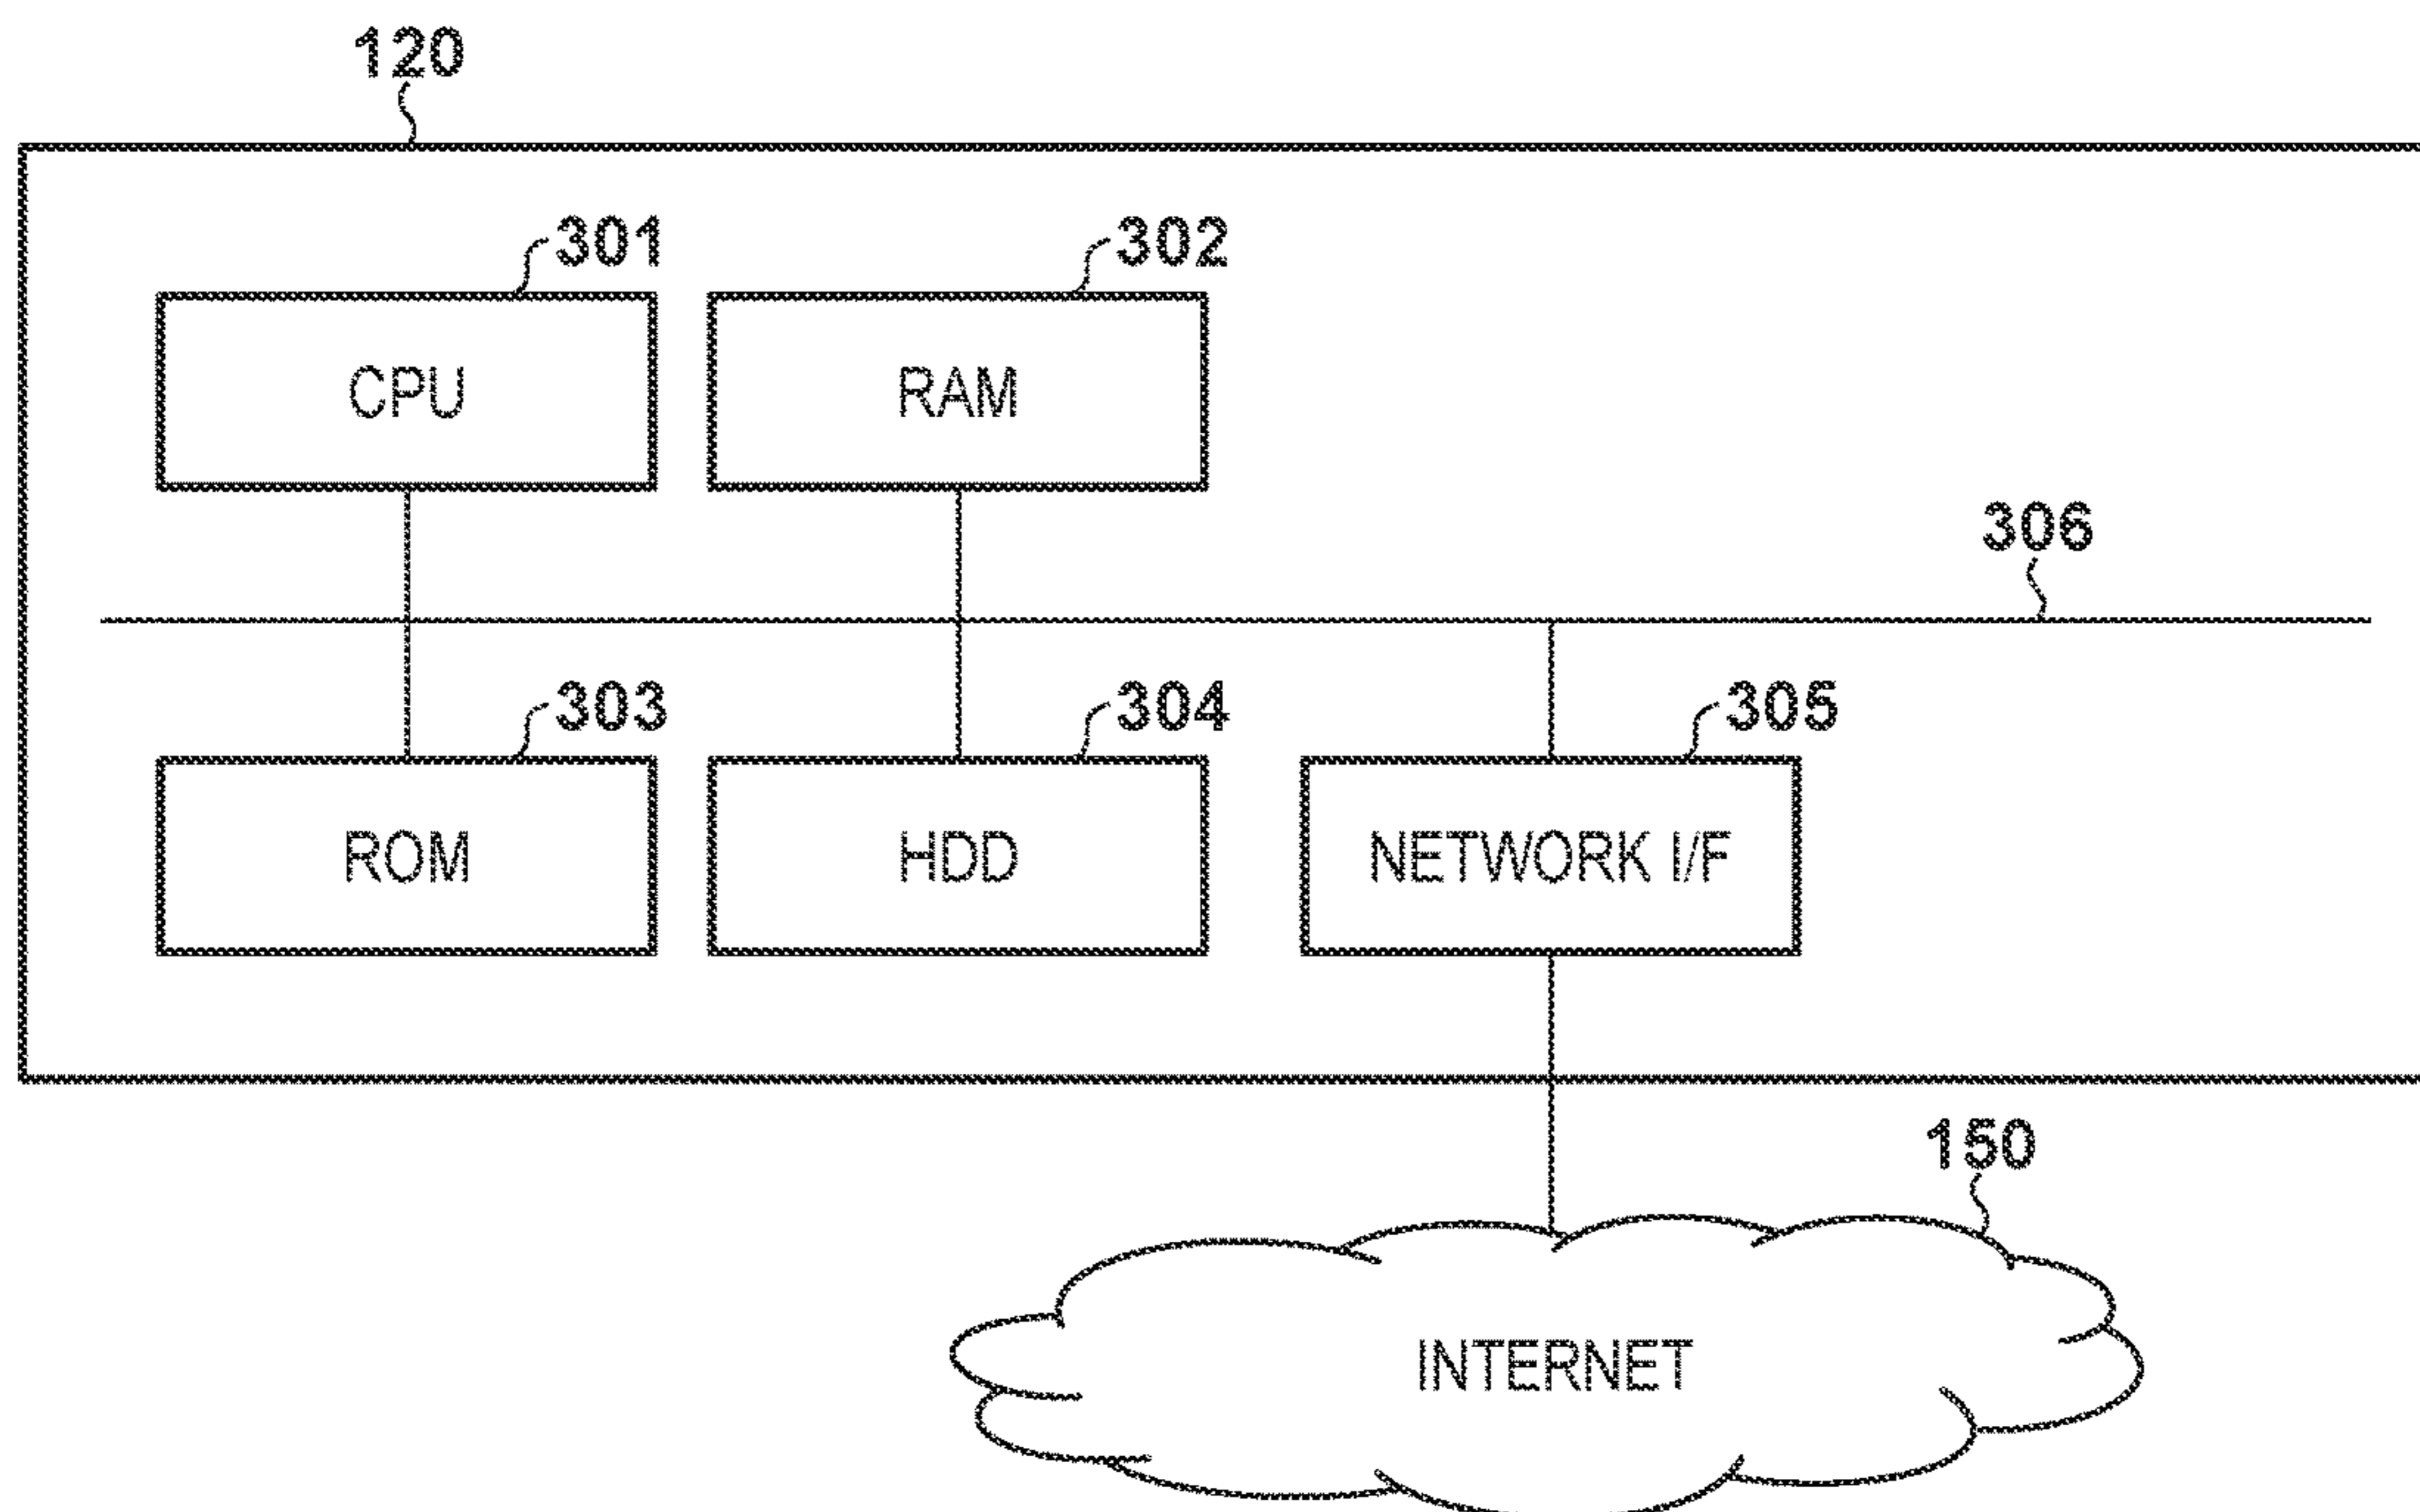 120
301
302
CPU
RAM
306
303
304
305
ROM
HDD
NETWORK I/F
150
INTERNET